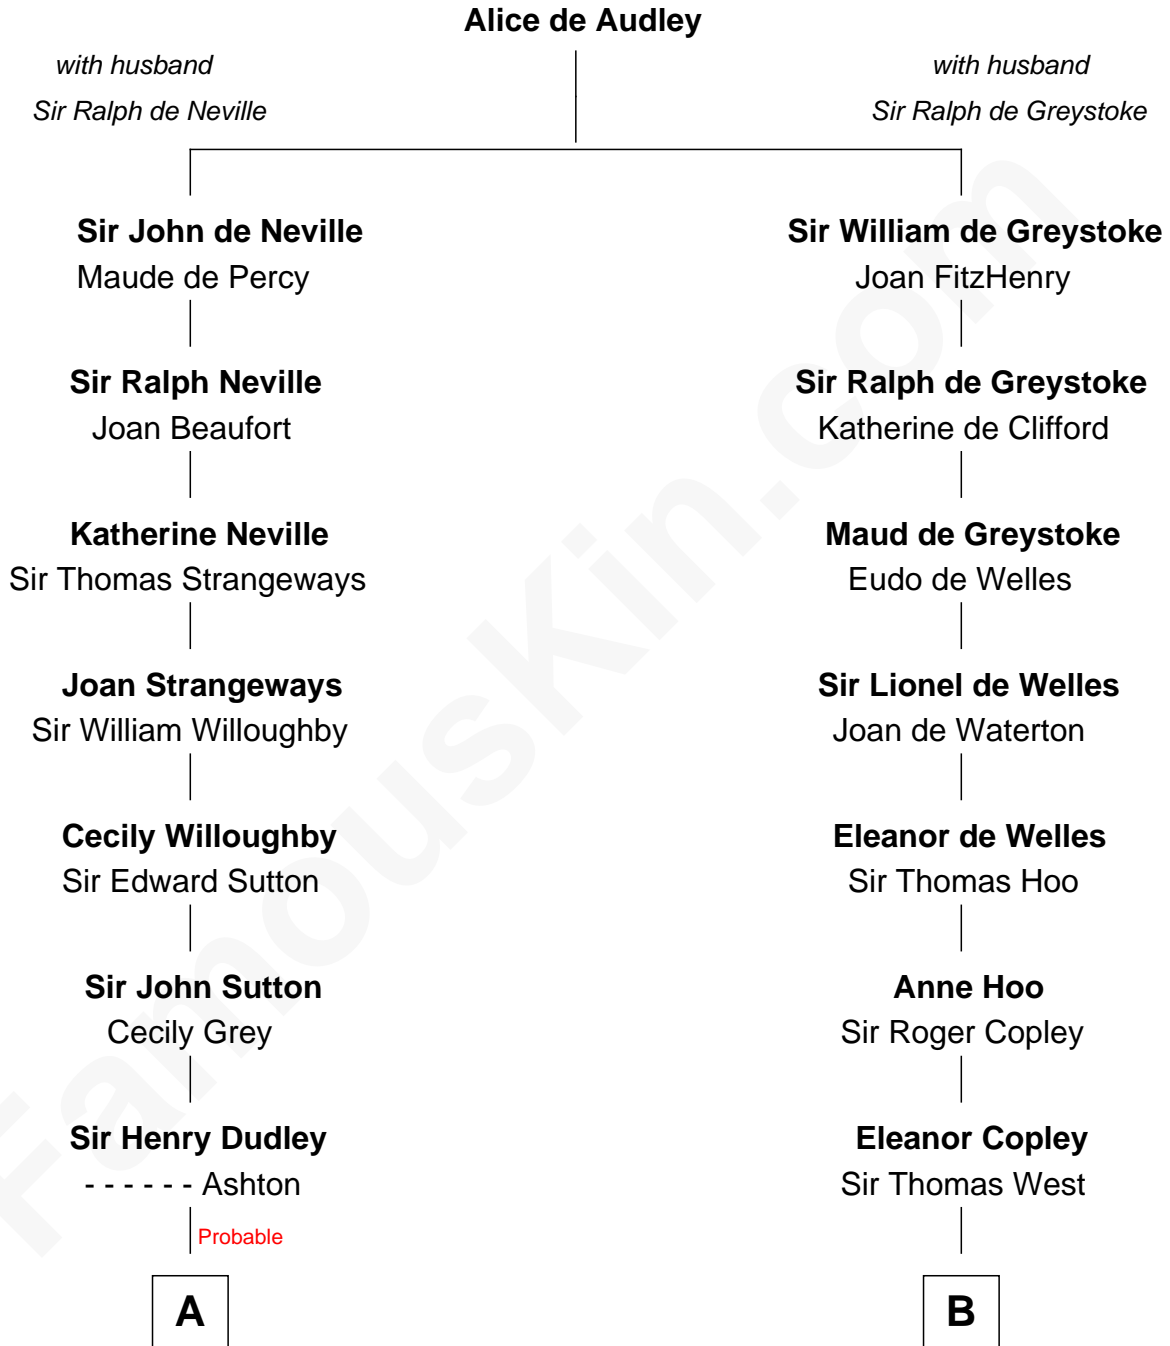 Alice de Audley
with husband
Sir Ralph de Neville
with husband
Sir Ralph de Greystoke
Sir John de Neville
Maude de Percy
Sir William de Greystoke
Joan FitzHenry
Sir Ralph Neville
Joan Beaufort
Sir Ralph de Greystoke
Katherine de Clifford
Katherine Neville
Sir Thomas Strangeways
Maud de Greystoke
Eudo de Welles
Joan Strangeways
Sir William Willoughby
Sir Lionel de Welles
Joan de Waterton
Cecily Willoughby
Sir Edward Sutton
Eleanor de Welles
Sir Thomas Hoo
Sir John Sutton
Cecily Grey
Anne Hoo
Sir Roger Copley
Sir Henry Dudley
- - - - - - Ashton
Eleanor Copley
Sir Thomas West
Probable
A
B
FamousKin.com